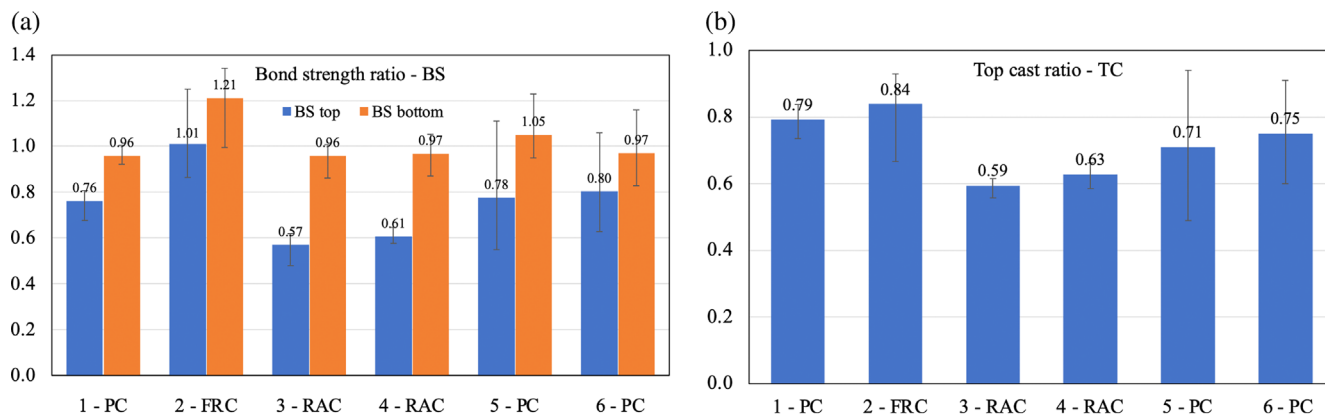 (a)
Bond strength ratio - BS
BS top BS bottom
1.4
1.2
1.0
0.8
0.6
0.4
0.2
0.0
0.76 0.96 1.01 1.21 0.57 0.96 0.61 0.97 0.78 1.05 0.80 0.97
1 - PC 2 - FRC 3 - RAC 4 - RAC 5 - PC 6 - PC
(b)
Top cast ratio - TC
1.0
0.8
0.6
0.4
0.2
0.0
0.79 0.84 0.59 0.63 0.71 0.75
1 - PC 2 - FRC 3 - RAC 4 - RAC 5 - PC 6 - PC